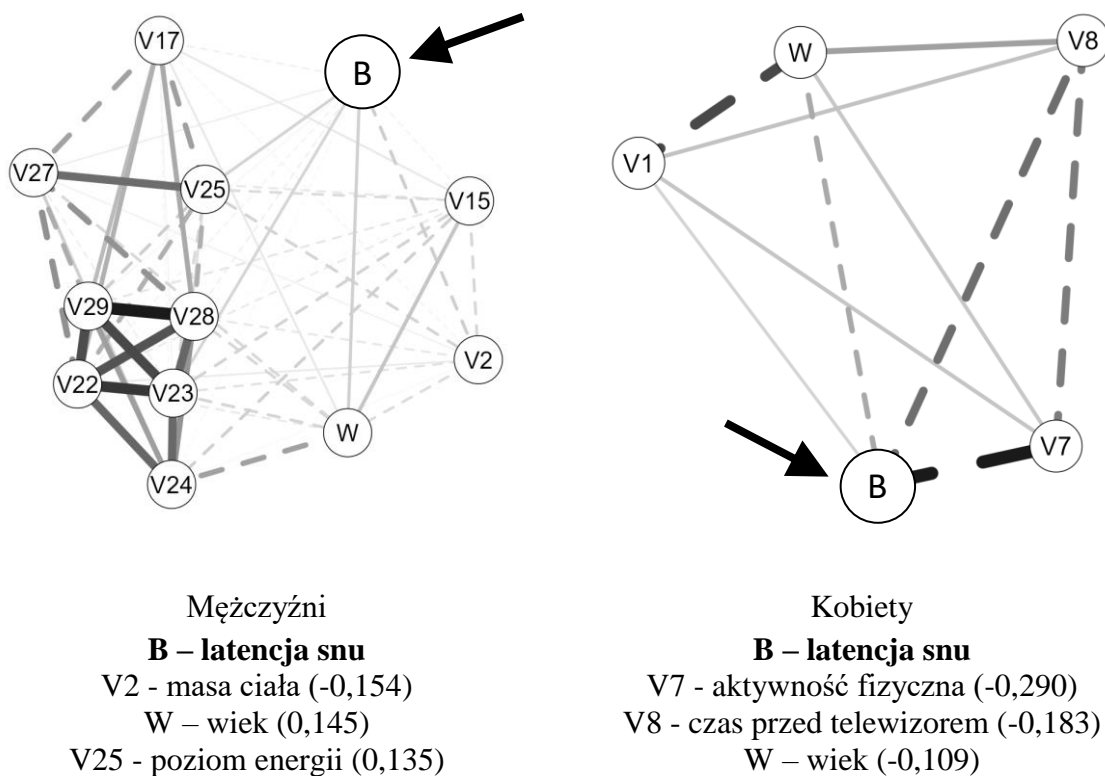 V17
B
V27
V25
V15
V29
V28
V2
V22
V23
W
V24
Mężczyźni
B – latencja snu
V2 - masa ciała (-0,154)
W – wiek (0,145)
V25 - poziom energii (0,135)
W
V8
V1
V7
B
Kobiety
B – latencja snu
V7 - aktywność fizyczna (-0,290)
V8 - czas przed telewizorem (-0,183)
W – wiek (-0,109)